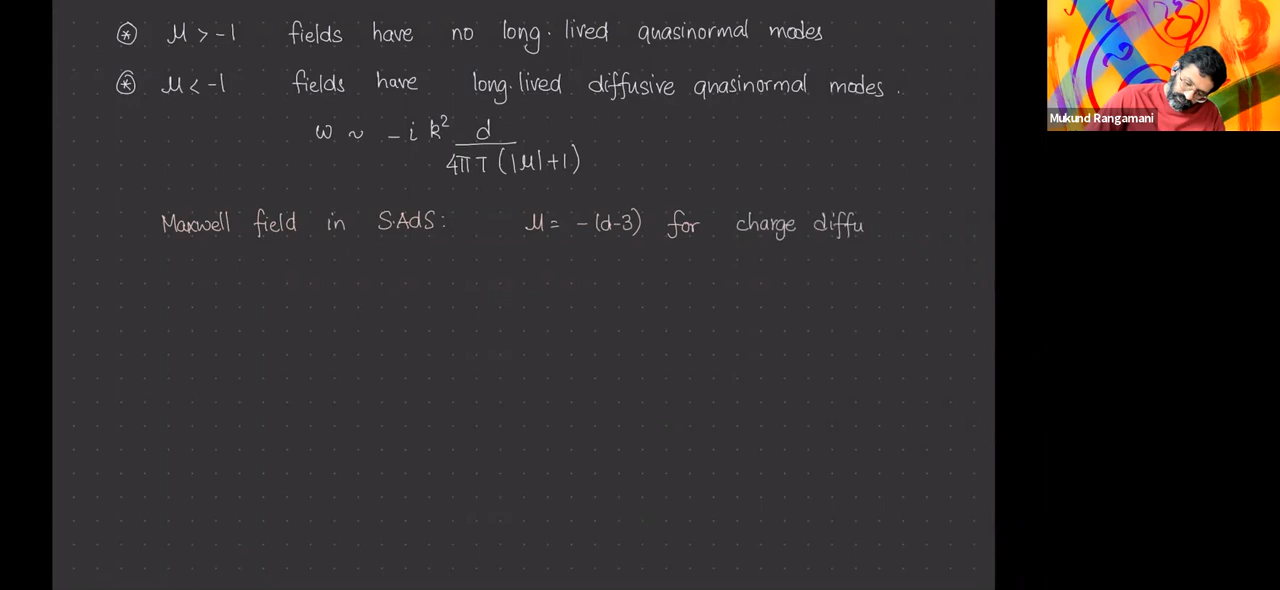 ⊛ μ > -1 fields have no long-lived quasinormal modes
⊛ μ < -1 fields have long-lived diffusive quasinormal modes.
ω ~ -i k² d / 4πT (|μ|+1)
Maxwell field in SAdS: μ = -(d-3) for charge diffu
Mukund Rangamani